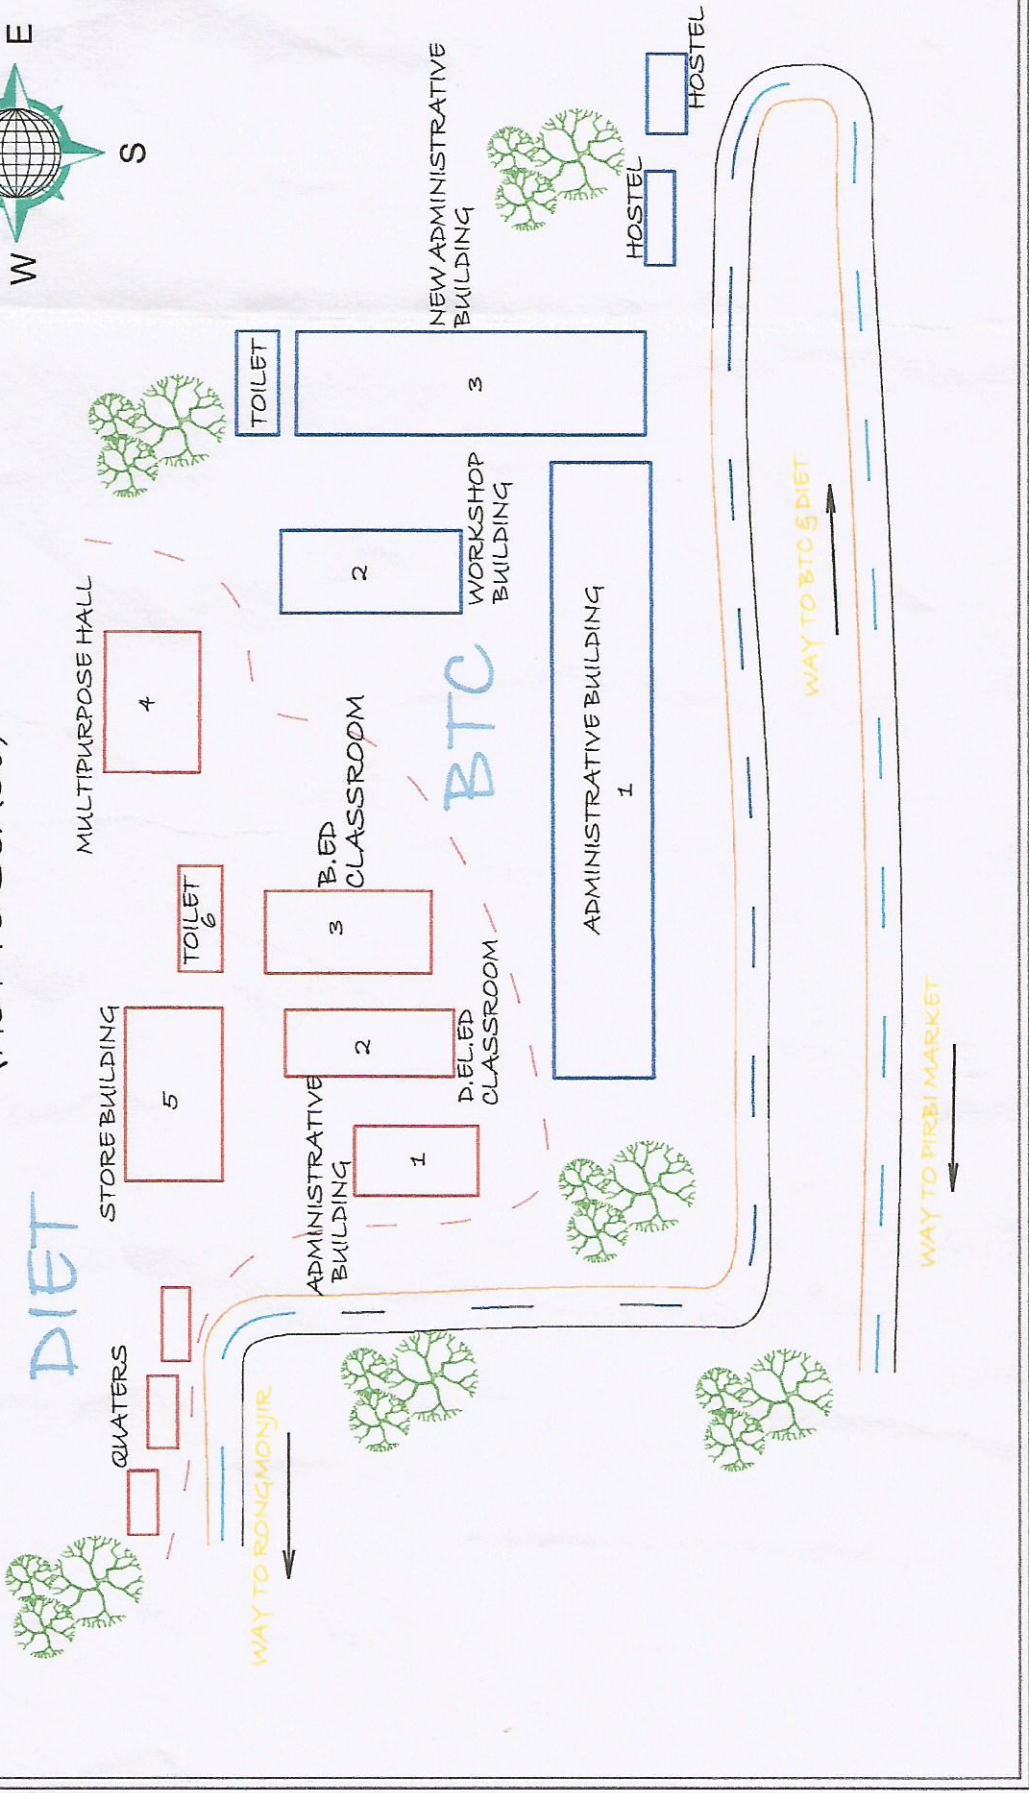 E
W
S
DIET
BTC
MULTIPURPOSE HALL
4
STORE BUILDING
5
TOILET
6
QUATERS
ADMINISTRATIVE
BUILDING
1
2
D.EL.ED
CLASSROOM
3
B.ED
CLASSROOM
2
WORKSHOP
BUILDING
TOILET
3
NEW ADMINISTRATIVE
BUILDING
ADMINISTRATIVE BUILDING
1
HOSTEL
HOSTEL
WAY TO RONGMONJIR
WAY TO BTC & DIET
WAY TO PIRBI MARKET